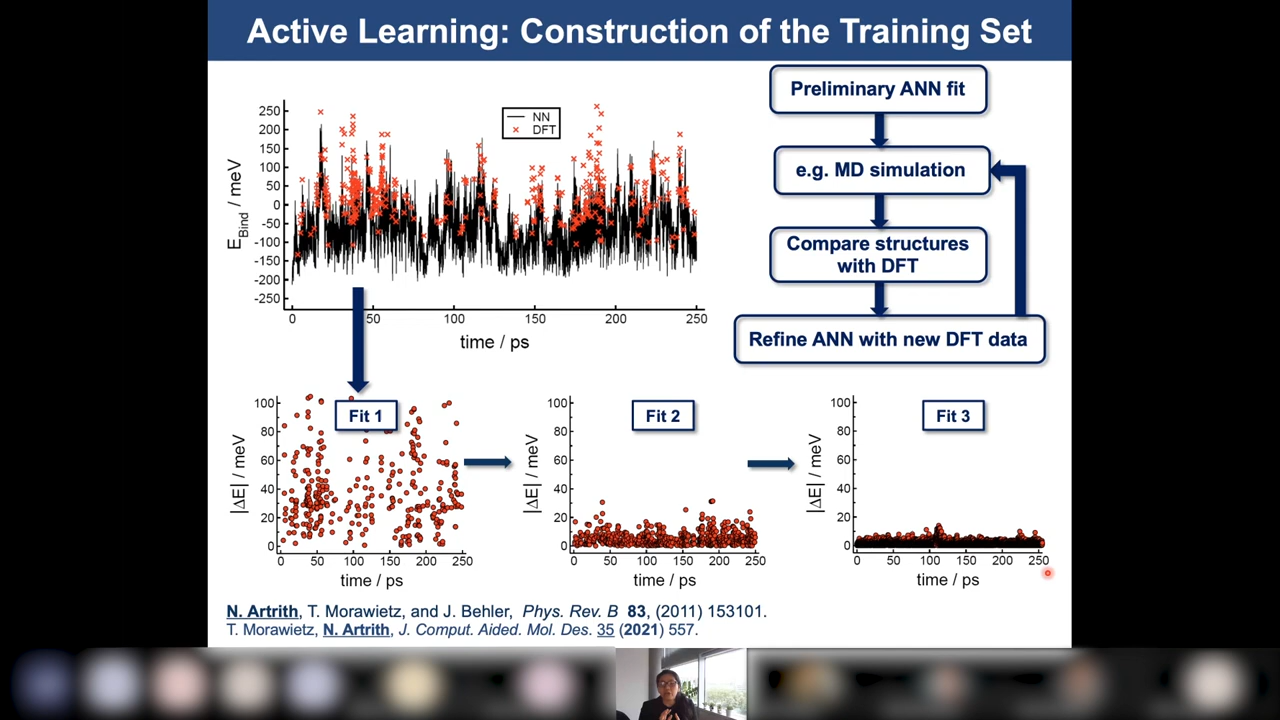 Active Learning: Construction of the Training Set
250
200
150
100
50
0
-50
-100
-150
-200
-250
E_Bind / meV
NN
DFT
0
50
100
150
200
250
time / ps
Preliminary ANN fit
e.g. MD simulation
Compare structures
with DFT
Refine ANN with new DFT data
Fit 1
100
80
60
40
20
0
|ΔE| / meV
0
50
100
150
200
250
time / ps
Fit 2
100
80
60
40
20
0
|ΔE| / meV
0
50
100
150
200
250
time / ps
Fit 3
100
80
60
40
20
0
|ΔE| / meV
0
50
100
150
200
250
time / ps
N. Artrith, T. Morawietz, and J. Behler, Phys. Rev. B 83, (2011) 153101.
T. Morawietz, N. Artrith, J. Comput. Aided. Mol. Des. 35 (2021) 557.